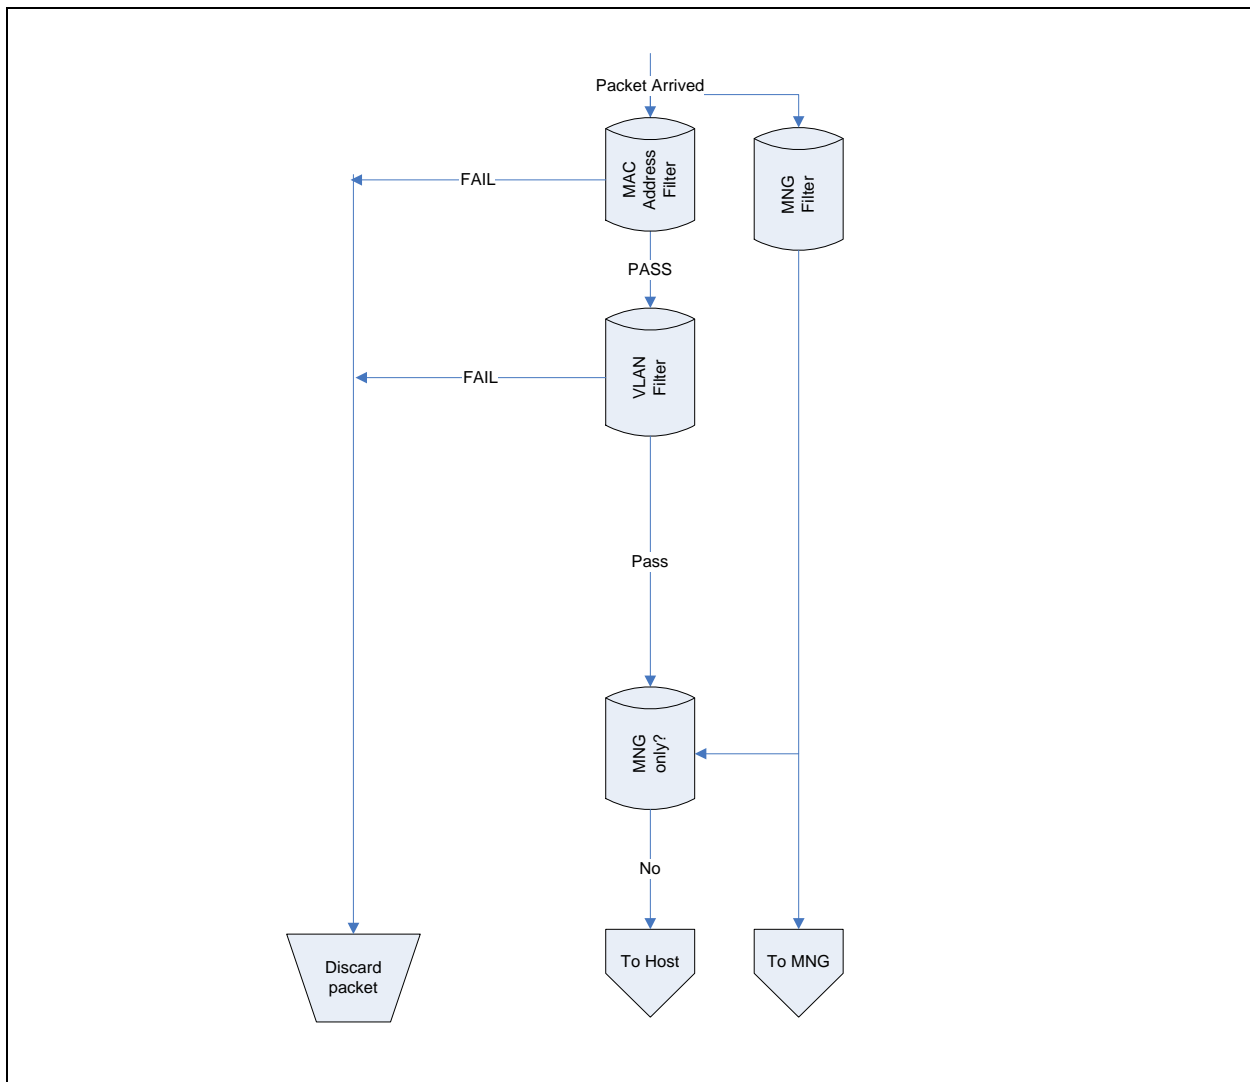 Packet Arrived
MAC
Address
Filter
MNG
Filter
FAIL
PASS
VLAN
Filter
FAIL
Pass
MNG
only?
No
Discard
packet
To Host
To MNG